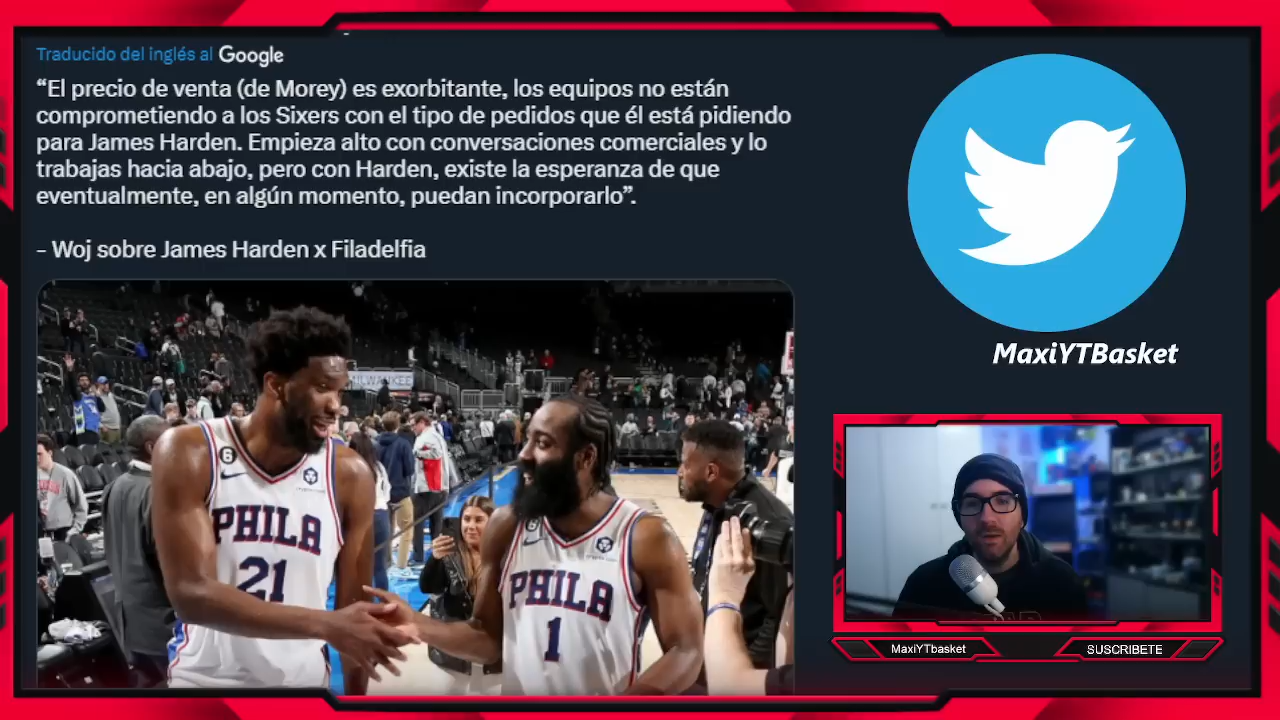 Traducido del inglés al Google
“El precio de venta (de Morey) es exorbitante, los equipos no están
comprometiendo a los Sixers con el tipo de pedidos que él está pidiendo
para James Harden. Empieza alto con conversaciones comerciales y lo
trabajas hacia abajo, pero con Harden, existe la esperanza de que
eventualmente, en algún momento, puedan incorporarlo”.
– Woj sobre James Harden x Filadelfia
MaxiYTBasket
MILWAUKEE
6
PHILA
21
PHILA
1
MaxiYTbasket
SUSCRIBETE